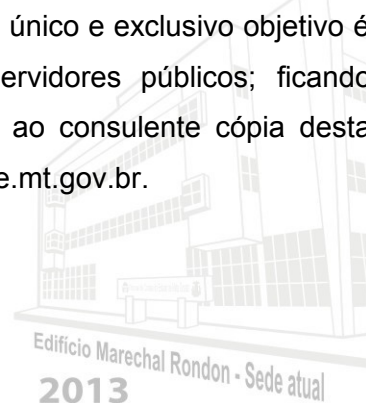 único e exclusivo objetivo é
ervidores públicos; ficando
ao consulente cópia desta
e.mt.gov.br.
Edifício Marechal Rondon - Sede atual
2013